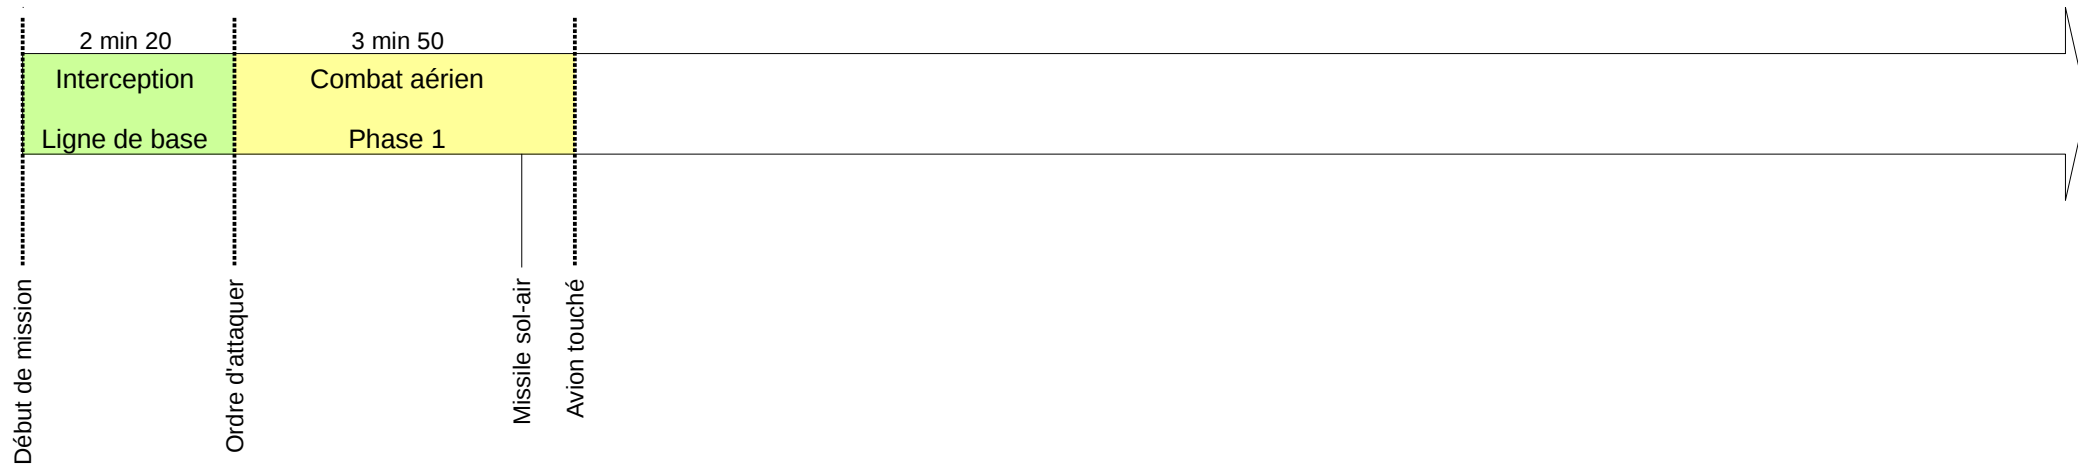 2 min 20
3 min 50
Interception
Combat aérien
Ligne de base
Phase 1
Début de mission
Ordre d'attaquer
Missile sol-air
Avion touché